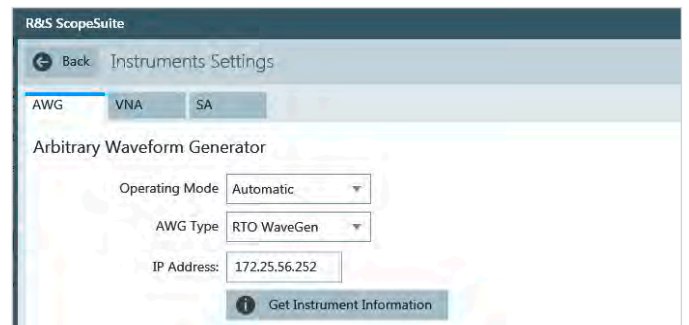 R&S ScopeSuite
Back Instruments Settings
AWG VNA SA
Arbitrary Waveform Generator
Operating Mode Automatic
AWG Type RTO WaveGen
IP Address: 172.25.56.252
Get Instrument Information